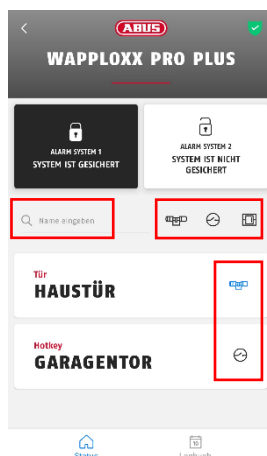 ABUS
WAPPLOXX PRO PLUS
ALARM SYSTEM 1
SYSTEM IST GESICHERT
ALARM SYSTEM 2
SYSTEM IST NICHT
GESICHERT
Name eingeben
Tür
HAUSTÜR
Hotkey
GARAGENTOR
10
Status
Logbuch